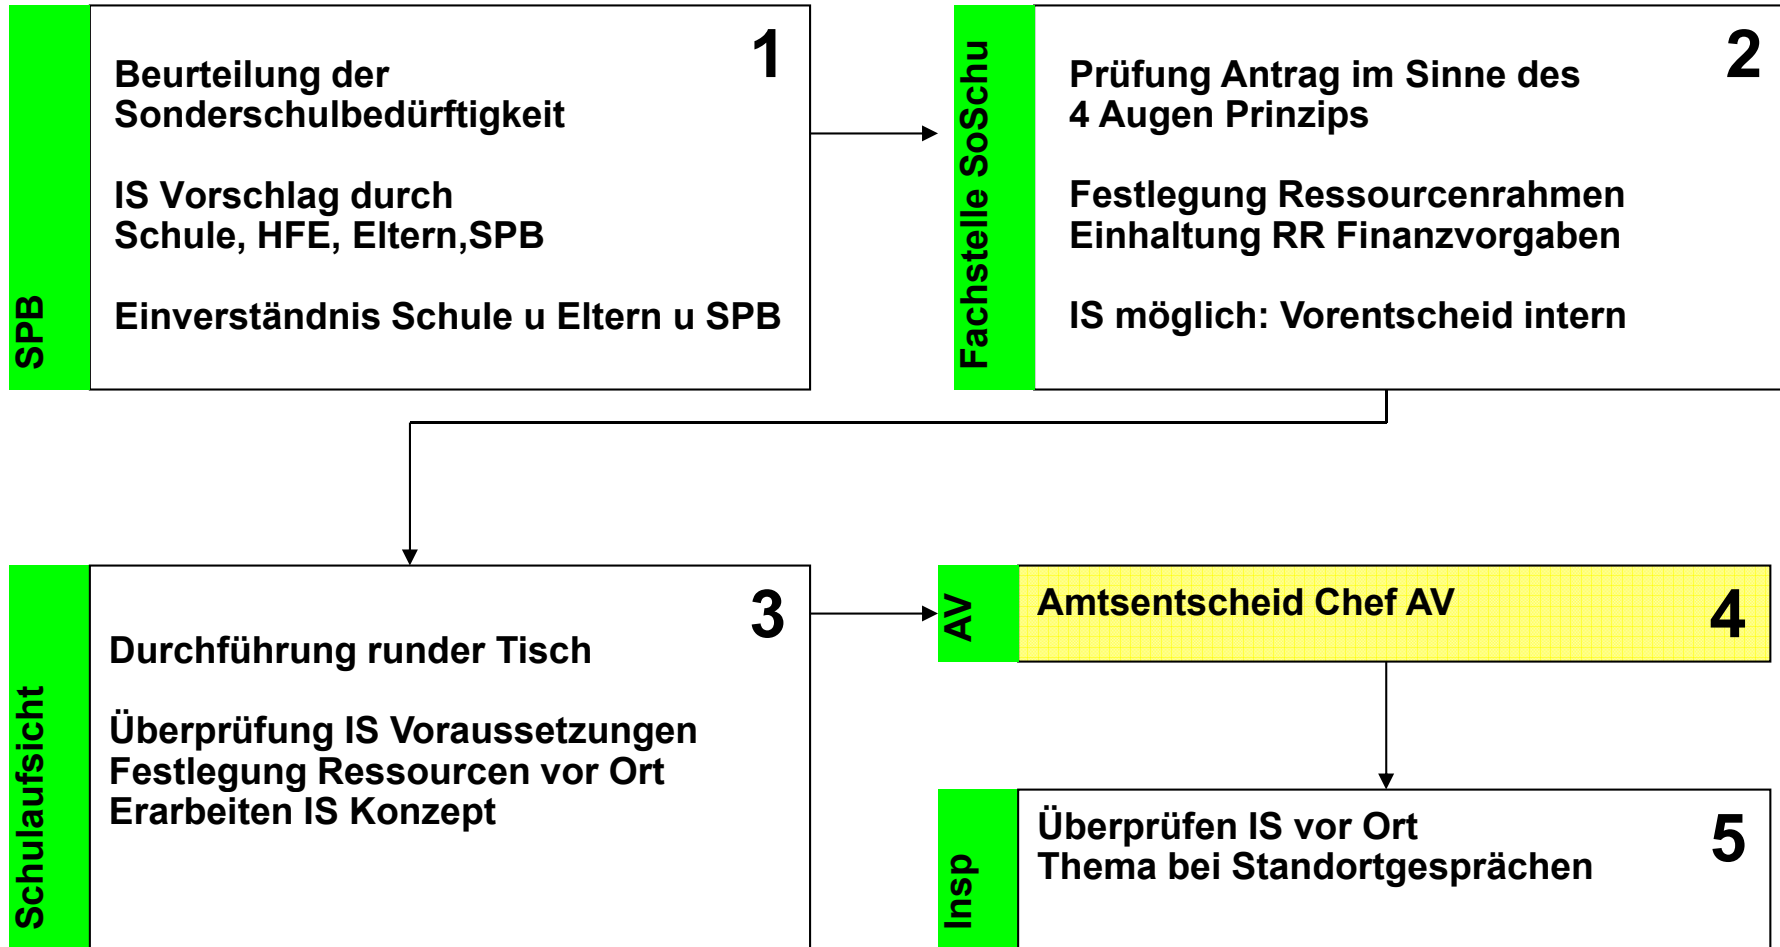 SPB
1
Beurteilung der
Sonderschulbedürftigkeit
IS Vorschlag durch
Schule, HFE, Eltern,SPB
Einverständnis Schule u Eltern u SPB
Fachstelle SoSchu
2
Prüfung Antrag im Sinne des
4 Augen Prinzips
Festlegung Ressourcenrahmen
Einhaltung RR Finanzvorgaben
IS möglich: Vorentscheid intern
Schulaufsicht
3
Durchführung runder Tisch
Überprüfung IS Voraussetzungen
Festlegung Ressourcen vor Ort
Erarbeiten IS Konzept
AV
Amtsentscheid Chef AV
4
Insp
Überprüfen IS vor Ort
Thema bei Standortgesprächen
5